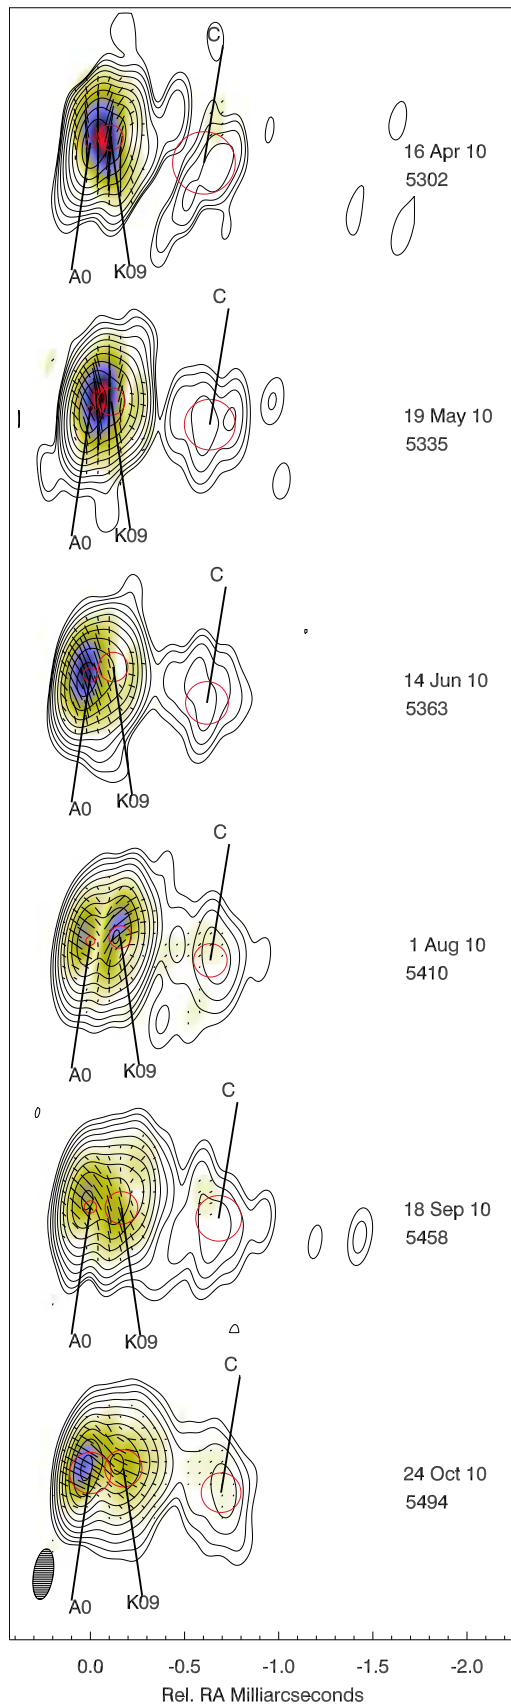 C
16 Apr 10
5302
A0 K09
C
19 May 10
5335
A0 K09
C
14 Jun 10
5363
A0 K09
C
1 Aug 10
5410
A0 K09
C
18 Sep 10
5458
A0 K09
C
24 Oct 10
5494
A0 K09
0.0 -0.5 -1.0 -1.5 -2.0
Rel. RA Milliarcseconds